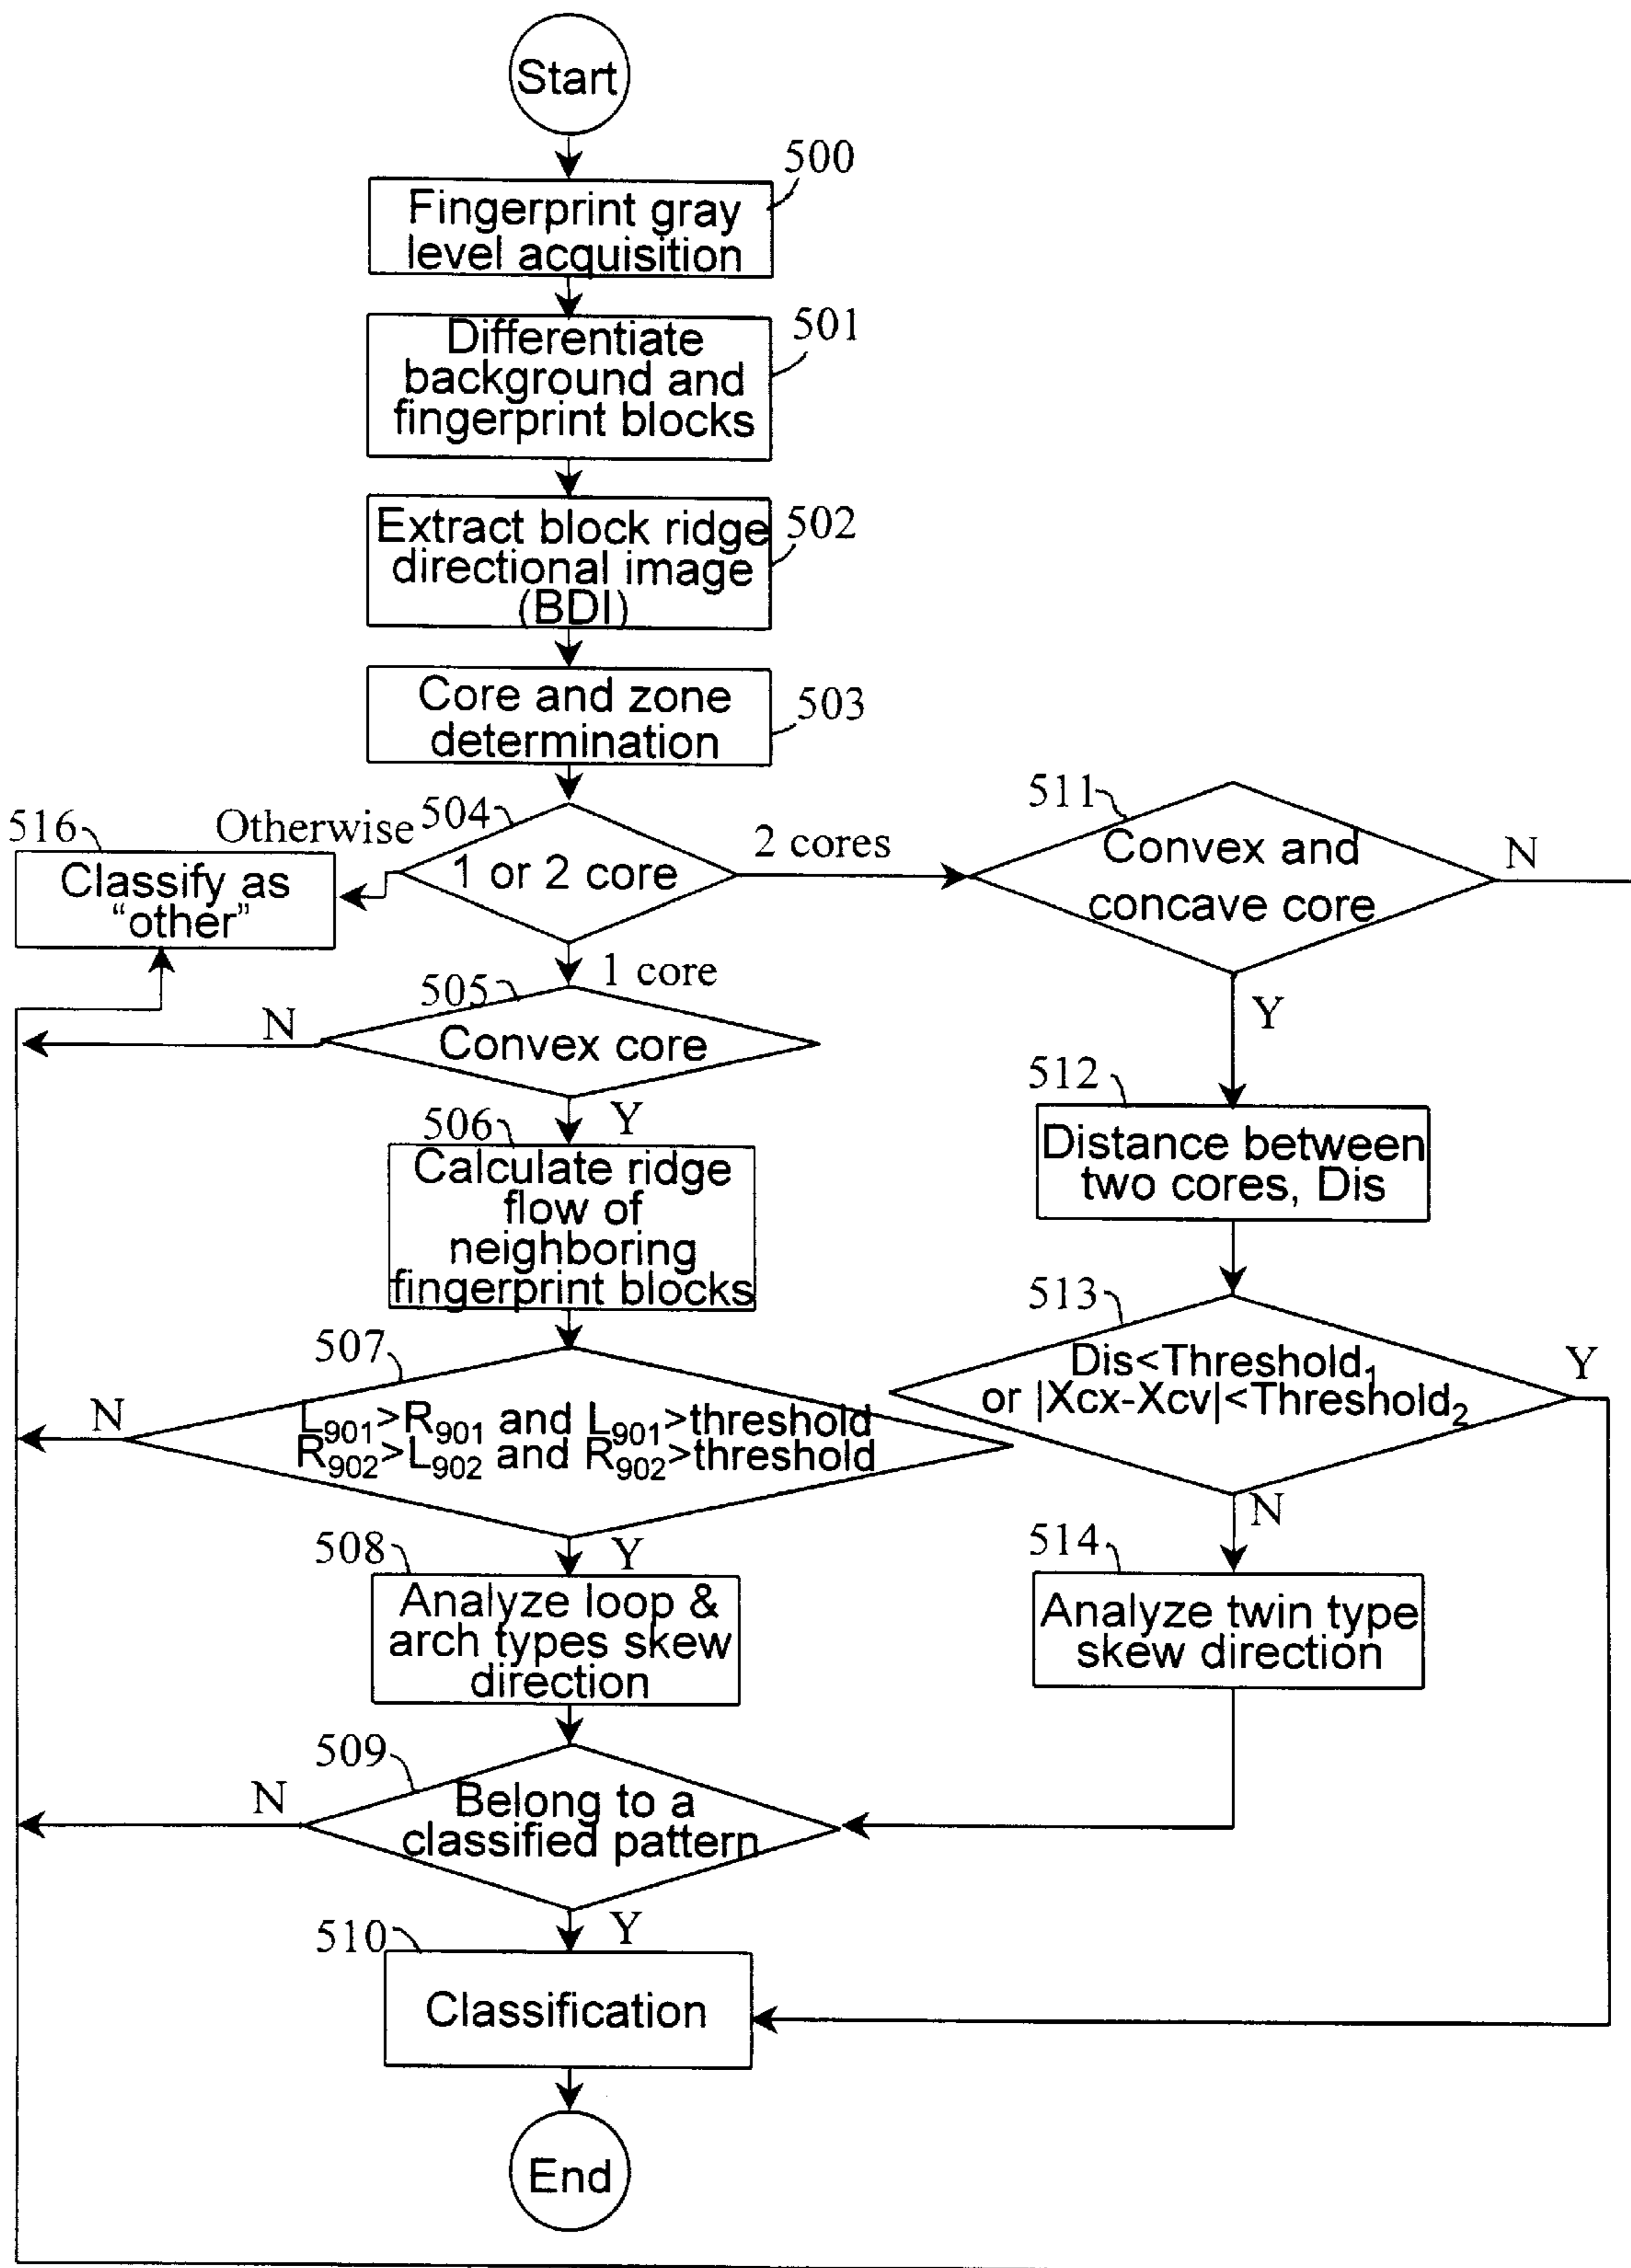 Start
500
Fingerprint gray
level acquisition
501
Differentiate
background and
fingerprint blocks
502
Extract block ridge
directional image
(BDI)
503
Core and zone
determination
516
Otherwise
504
1 or 2 core
2 cores
511
Convex and
concave core
N
Classify as
“other”
1 core
505
Convex core
N
Y
Y
506
Calculate ridge
flow of
neighboring
fingerprint blocks
512
Distance between
two cores, Dis
507
L901>R901 and L901>threshold
R902>L902 and R902>threshold
N
Y
513
Dis<Threshold1
or |Xcx-Xcv|<Threshold2
Y
N
508
Analyze loop &
arch types skew
direction
514
Analyze twin type
skew direction
509
Belong to a
classified pattern
N
Y
510
Classification
End